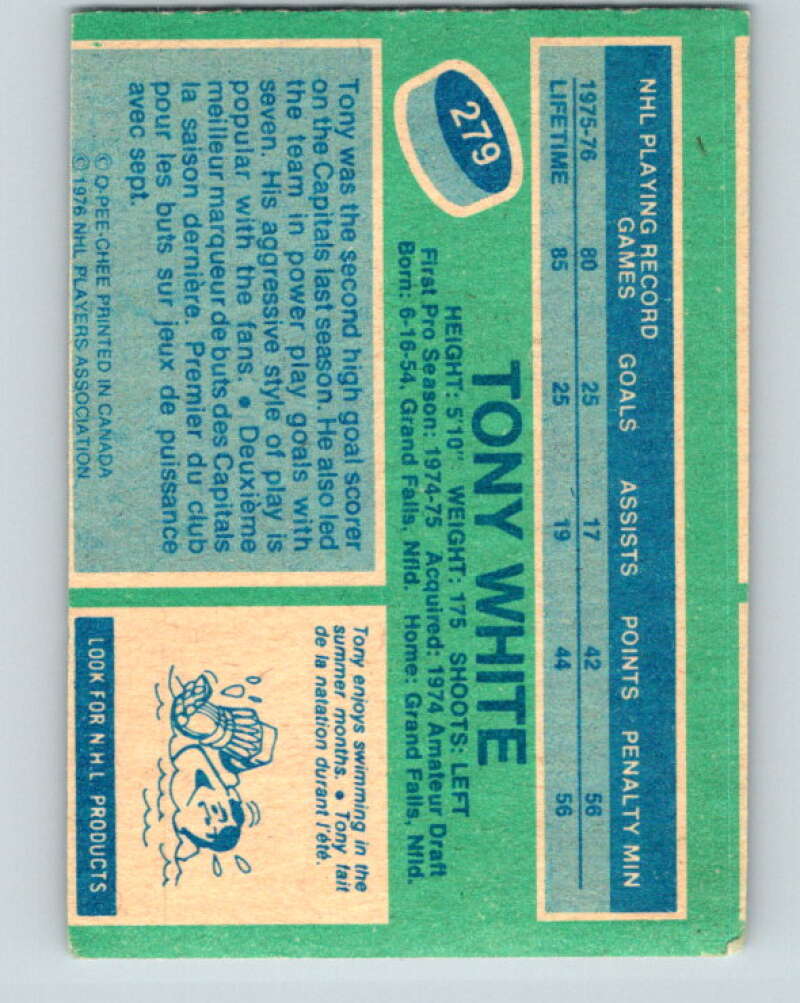 NHL PLAYING RECORD
GAMES GOALS ASSISTS POINTS PENALTY MIN
1975-76 80 25 17 42 56
LIFETIME 85 25 19 44 56
279
TONY WHITE
HEIGHT: 5'10" WEIGHT: 175 SHOOTS: LEFT
First Pro Season: 1974-75 Acquired: 1974 Amateur Draft
Born: 6-16-54, Grand Falls, Nfld. Home: Grand Falls, Nfld.
Tony was the second high goal scorer
on the Capitals last season. He also led
the team in power play goals with
seven. His aggressive style of play is
popular with the fans. • Deuxième
meilleur marqueur de buts des Capitals
la saison dernière. Premier du club
pour les buts sur jeux de puissance
avec sept.
© O-PEE-CHEE PRINTED IN CANADA
© 1976 NHL PLAYERS ASSOCIATION
Tony enjoys swimming in the
summer months. • Tony fait
de la natation durant l'été.
LOOK FOR N.H.L. PRODUCTS